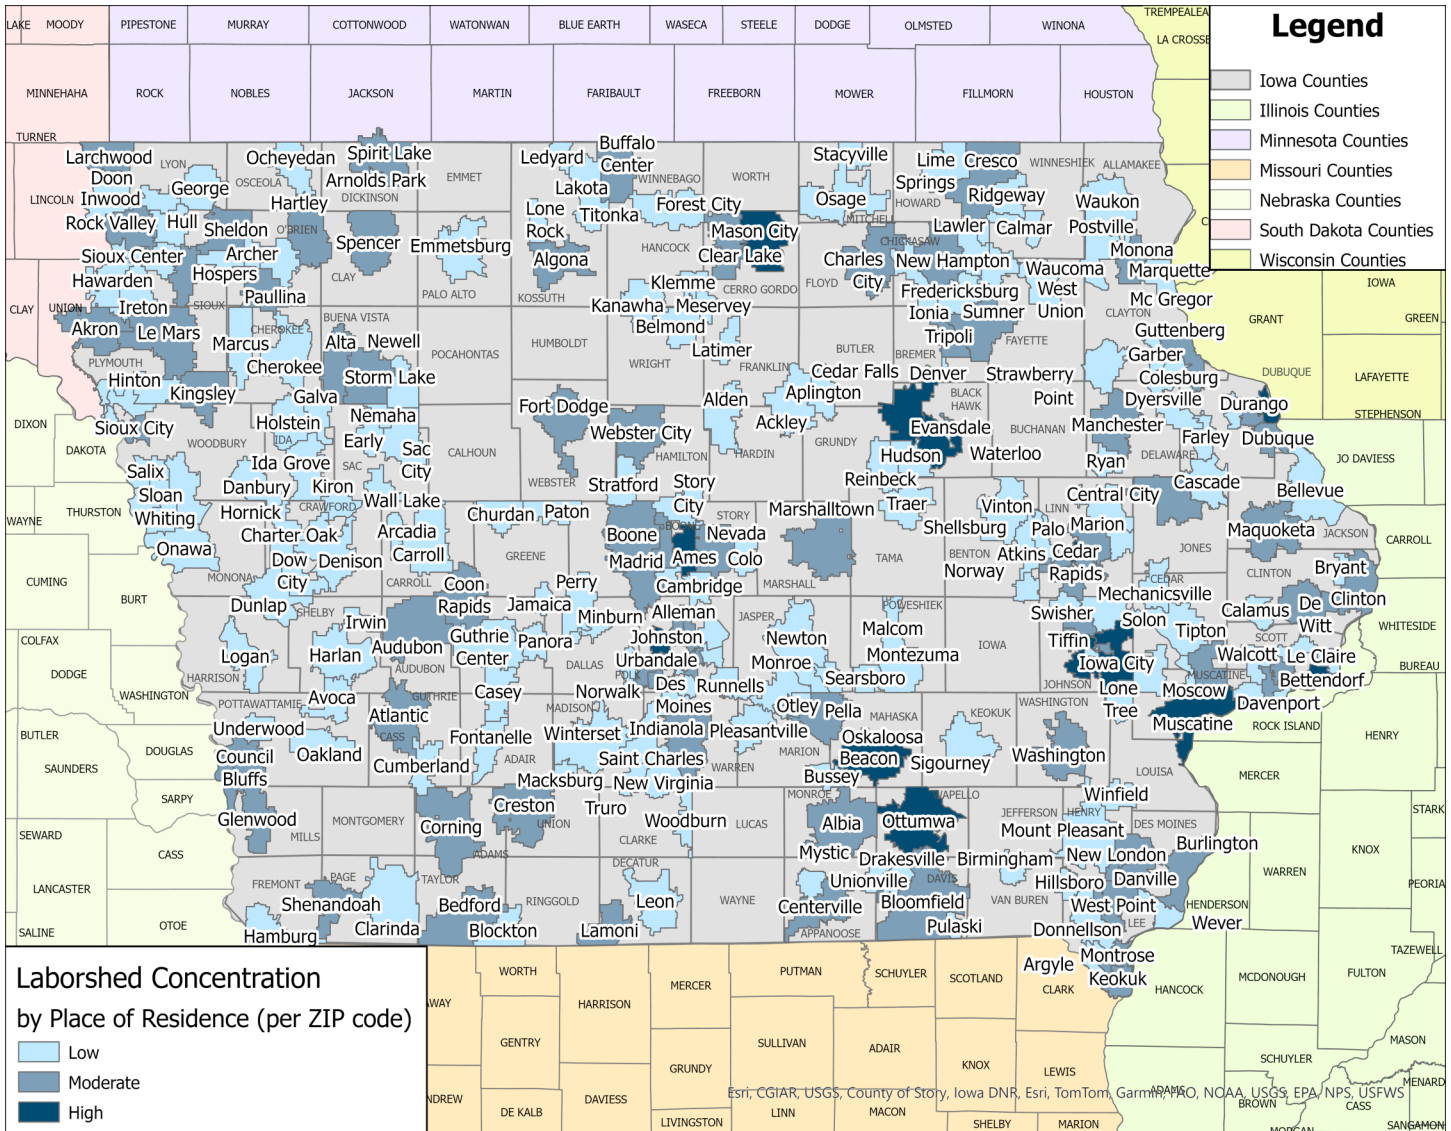 LAKE
MOODY
PIPESTONE
MURRAY
COTTONWOOD
WATONWAN
BLUE EARTH
WASECA
STEELE
DODGE
OLMSTED
WINONA
TREMPEALEA
LA CROSSE
Legend
Iowa Counties
Illinois Counties
Minnesota Counties
Missouri Counties
Nebraska Counties
South Dakota Counties
Wisconsin Counties
MINNEHAHA
ROCK
NOBLES
JACKSON
MARTIN
FARIBAULT
FREEBORN
MOWER
FILLMORN
HOUSTON
TURNER
LINCOLN
CLAY
UNION
Larchwood
LYON
Ocheyedan
Spirit Lake
Ledyard
Buffalo
Center
Stacyville
Lime
Springs
Cresco
WINNESHIEK
ALLAMAKEE
Doon
Inwood
George
OSCEOLA
Arnolds Park
DICKINSON
EMMET
Lakota
WINNEBAGO
WORTH
Osage
HOWARD
Ridgeway
Waukon
Hartley
Lone
Rock
Titonka
Forest City
MITCHELL
Rock Valley
Hull
Sheldon
O'BRIEN
Spencer
Emmetsburg
HANCOCK
Mason City
Clear Lake
CHICKASAW
Lawler
Calmar
Postville
Sioux Center
Archer
Algona
Charles
City
New Hampton
Monona
Marquette
Hawarden
Hospers
CLAY
PALO ALTO
KOSSUTH
Klemme
CERRO GORDO
FLOYD
Waucoma
Ireton
SIOUX
Paullina
Kanawha
Meservey
Fredericksburg
West
Union
Mc Gregor
CLAYTON
Akron
Le Mars
CHEROKEE
BUENA VISTA
Belmond
Ionia
Sumner
Guttenberg
Marcus
Alta
Newell
POCAHONTAS
HUMBOLDT
WRIGHT
Latimer
BUTLER
BREMER
Tripoli
FAYETTE
Garber
PLYMOUTH
Cherokee
FRANKLIN
Hinton
Storm Lake
Cedar Falls
Denver
Strawberry
Point
Colesburg
DUBUQUE
Kingsley
Galva
Fort Dodge
Alden
Aplington
BLACK
HAWK
Dyersville
Durango
Sioux City
Holstein
Nemaha
Webster City
Ackley
Evansdale
BUCHANAN
Manchester
Farley
Dubuque
WOODBURY
IDA
Early
Sac
City
CALHOUN
HAMILTON
HARDIN
GRUNDY
Hudson
Waterloo
Ryan
DELAWARE
Salix
Ida Grove
SAC
WEBSTER
Stratford
Story
City
Reinbeck
Cascade
Sloan
Danbury
Kiron
Wall Lake
Central City
Bellevue
Whiting
Hornick
CRAWFORD
Churdan
Paton
STORY
Marshalltown
Traer
Vinton
LINN
Marion
Charter Oak
Arcadia
Boone
BOONE
Nevada
Shellsburg
Palo
Maquoketa
JACKSON
Onawa
Dow
City
Denison
Carroll
GREENE
Madrid
Ames
Colo
TAMA
BENTON
Atkins
Cedar
Rapids
JONES
MONONA
CARROLL
Coon
Rapids
Perry
Cambridge
MARSHALL
Norway
CEDAR
CLINTON
Bryant
Dunlap
SHELBY
Irwin
Jamaica
Minburn
Alleman
JASPER
POWESHIEK
Swisher
Mechanicsville
Calamus
De
Witt
Clinton
Logan
Harlan
Audubon
Guthrie
Center
Panora
Johnston
Newton
Malcom
IOWA
Tiffin
Solon
Tipton
SCOTT
HARRISON
AUDUBON
DALLAS
Urbandale
POLK
Monroe
Montezuma
Iowa City
Walcott
Le Claire
Searsboro
JOHNSON
MUSCATINE
Bettendorf
Avoca
GUTHRIE
Casey
Norwalk
Des
Moines
Runnells
Lone
Tree
Moscow
Davenport
POTTAWATTAMIE
Atlantic
MADISON
Otley
Pella
MAHASKA
KEOKUK
WASHINGTON
Muscatine
Underwood
CASS
Fontanelle
Winterset
Indianola
Pleasantville
Oskaloosa
Council
Bluffs
Oakland
ADAIR
Saint Charles
MARION
Beacon
Sigourney
Washington
Cumberland
WARREN
Bussey
LOUISA
Macksburg
New Virginia
Glenwood
MONTGOMERY
Creston
Truro
MONROE
WAPELLO
Winfield
MILLS
Corning
UNION
CLARKE
Woodburn
LUCAS
Albia
Ottumwa
JEFFERSON
HENRY
DES MOINES
ADAMS
Mystic
Mount Pleasant
Burlington
FREMONT
PAGE
TAYLOR
DECATUR
Drakesville
Birmingham
New London
Shenandoah
Bedford
RINGGOLD
Leon
WAYNE
Unionville
DAVIS
VAN BUREN
Hillsboro
Danville
Centerville
Bloomfield
West Point
Hamburg
Clarinda
Blockton
Lamoni
APPANOOSE
Pulaski
Donnellson
LEE
Wever
Argyle
Montrose
Keokuk
DIXON
DAKOTA
WAYNE
THURSTON
CUMING
BURT
COLFAX
DODGE
WASHINGTON
BUTLER
DOUGLAS
SAUNDERS
SARPY
SEWARD
CASS
LANCASTER
SALINE
OTOE
GRANT
IOWA
GREEN
LAFAYETTE
STEPHENSON
JO DAVIESS
CARROLL
WHITESIDE
BUREAU
ROCK ISLAND
HENRY
MERCER
STARK
KNOX
WARREN
PEORIA
HENDERSON
TAZEWELL
HANCOCK
MCDONOUGH
FULTON
MASON
SCHUYLER
ADAMS
BROWN
CASS
MENARD
MORGAN
SANGAMON
AWAY
WORTH
HARRISON
MERCER
PUTMAN
SCHUYLER
SCOTLAND
CLARK
GENTRY
SULLIVAN
ADAIR
KNOX
LEWIS
GRUNDY
NDREW
DE KALB
DAVIESS
LIVINGSTON
LINN
MACON
SHELBY
MARION
Esri, CGIAR, USGS, County of Story, Iowa DNR, Esri, TomTom, Garmin, FAO, NOAA, USGS, EPA, NPS, USFWS
Laborshed Concentration
by Place of Residence (per ZIP code)
Low
Moderate
High